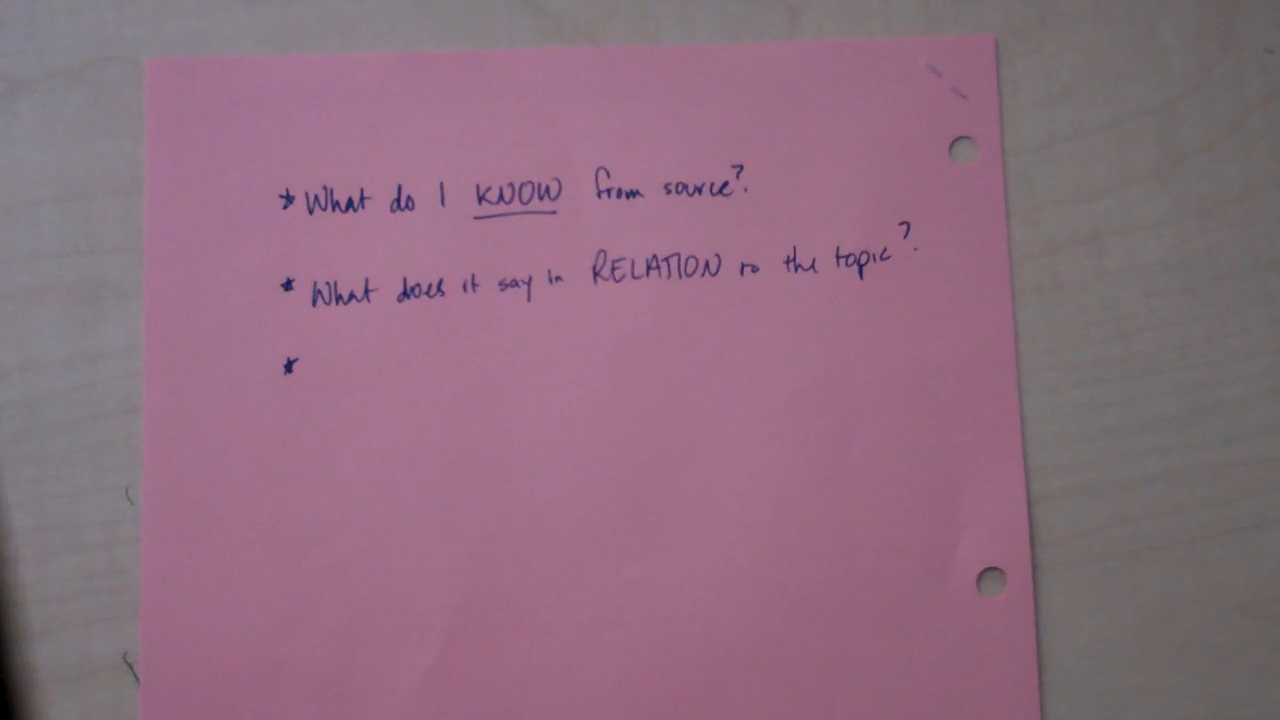 * What do I KNOW from source?
* What does it say in RELATION to the topic?
*